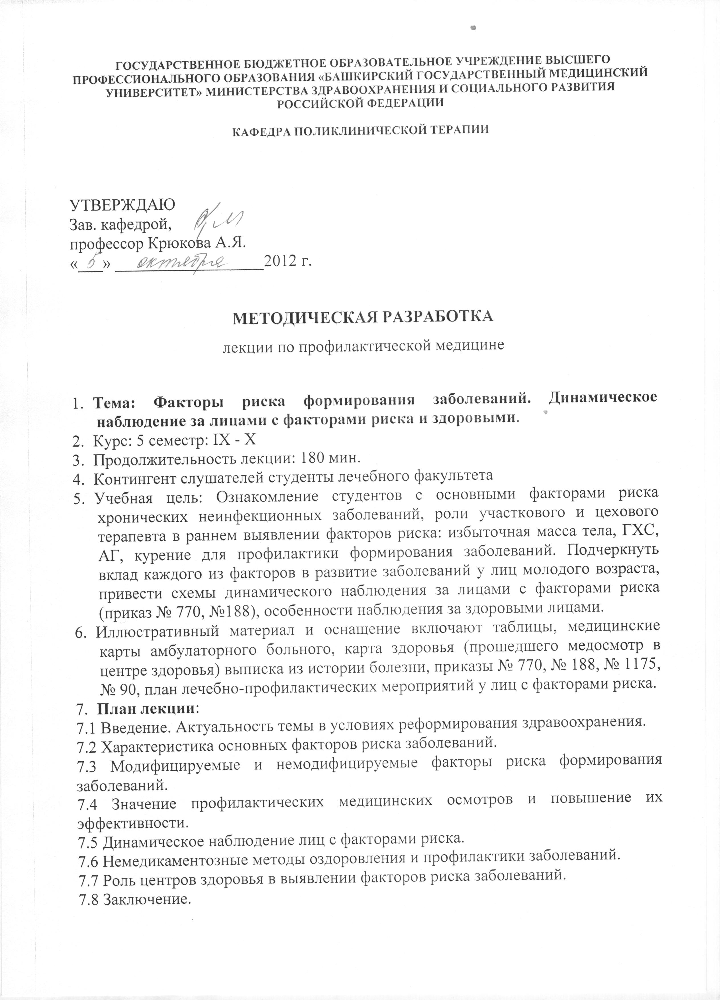 ГОСУДАРСТВЕННОЕ БЮДЖЕТНОЕ ОБРАЗОВАТЕЛЬНОЕ УЧРЕЖДЕНИЕ ВЫСШЕГО
ПРОФЕССИОНАЛЬНОГО ОБРАЗОВАНИЯ «БАШКИРСКИЙ ГОСУДАРСТВЕННЫЙ МЕДИЦИНСКИЙ
УНИВЕРСИТЕТ» МИНИСТЕРСТВА ЗДРАВООХРАНЕНИЯ И СОЦИАЛЬНОГО РАЗВИТИЯ
РОССИЙСКОЙ ФЕДЕРАЦИИ
КАФЕДРА ПОЛИКЛИНИЧЕСКОЙ ТЕРАПИИ
УТВЕРЖДАЮ
Зав. кафедрой,
профессор Крюкова А.Я.
«5» октября 2012 г.
МЕТОДИЧЕСКАЯ РАЗРАБОТКА
лекции по профилактической медицине
1. Тема: Факторы риска формирования заболеваний. Динамическое
наблюдение за лицами с факторами риска и здоровыми.
2. Курс: 5 семестр: IX - X
3. Продолжительность лекции: 180 мин.
4. Контингент слушателей студенты лечебного факультета
5. Учебная цель: Ознакомление студентов с основными факторами риска
хронических неинфекционных заболеваний, роли участкового и цехового
терапевта в раннем выявлении факторов риска: избыточная масса тела, ГХС,
АГ, курение для профилактики формирования заболеваний. Подчеркнуть
вклад каждого из факторов в развитие заболеваний у лиц молодого возраста,
привести схемы динамического наблюдения за лицами с факторами риска
(приказ № 770, №188), особенности наблюдения за здоровыми лицами.
6. Иллюстративный материал и оснащение включают таблицы, медицинские
карты амбулаторного больного, карта здоровья (прошедшего медосмотр в
центре здоровья) выписка из истории болезни, приказы № 770, № 188, № 1175,
№ 90, план лечебно-профилактических мероприятий у лиц с факторами риска.
7. План лекции:
7.1 Введение. Актуальность темы в условиях реформирования здравоохранения.
7.2 Характеристика основных факторов риска заболеваний.
7.3 Модифицируемые и немодифицируемые факторы риска формирования
заболеваний.
7.4 Значение профилактических медицинских осмотров и повышение их
эффективности.
7.5 Динамическое наблюдение лиц с факторами риска.
7.6 Немедикаментозные методы оздоровления и профилактики заболеваний.
7.7 Роль центров здоровья в выявлении факторов риска заболеваний.
7.8 Заключение.